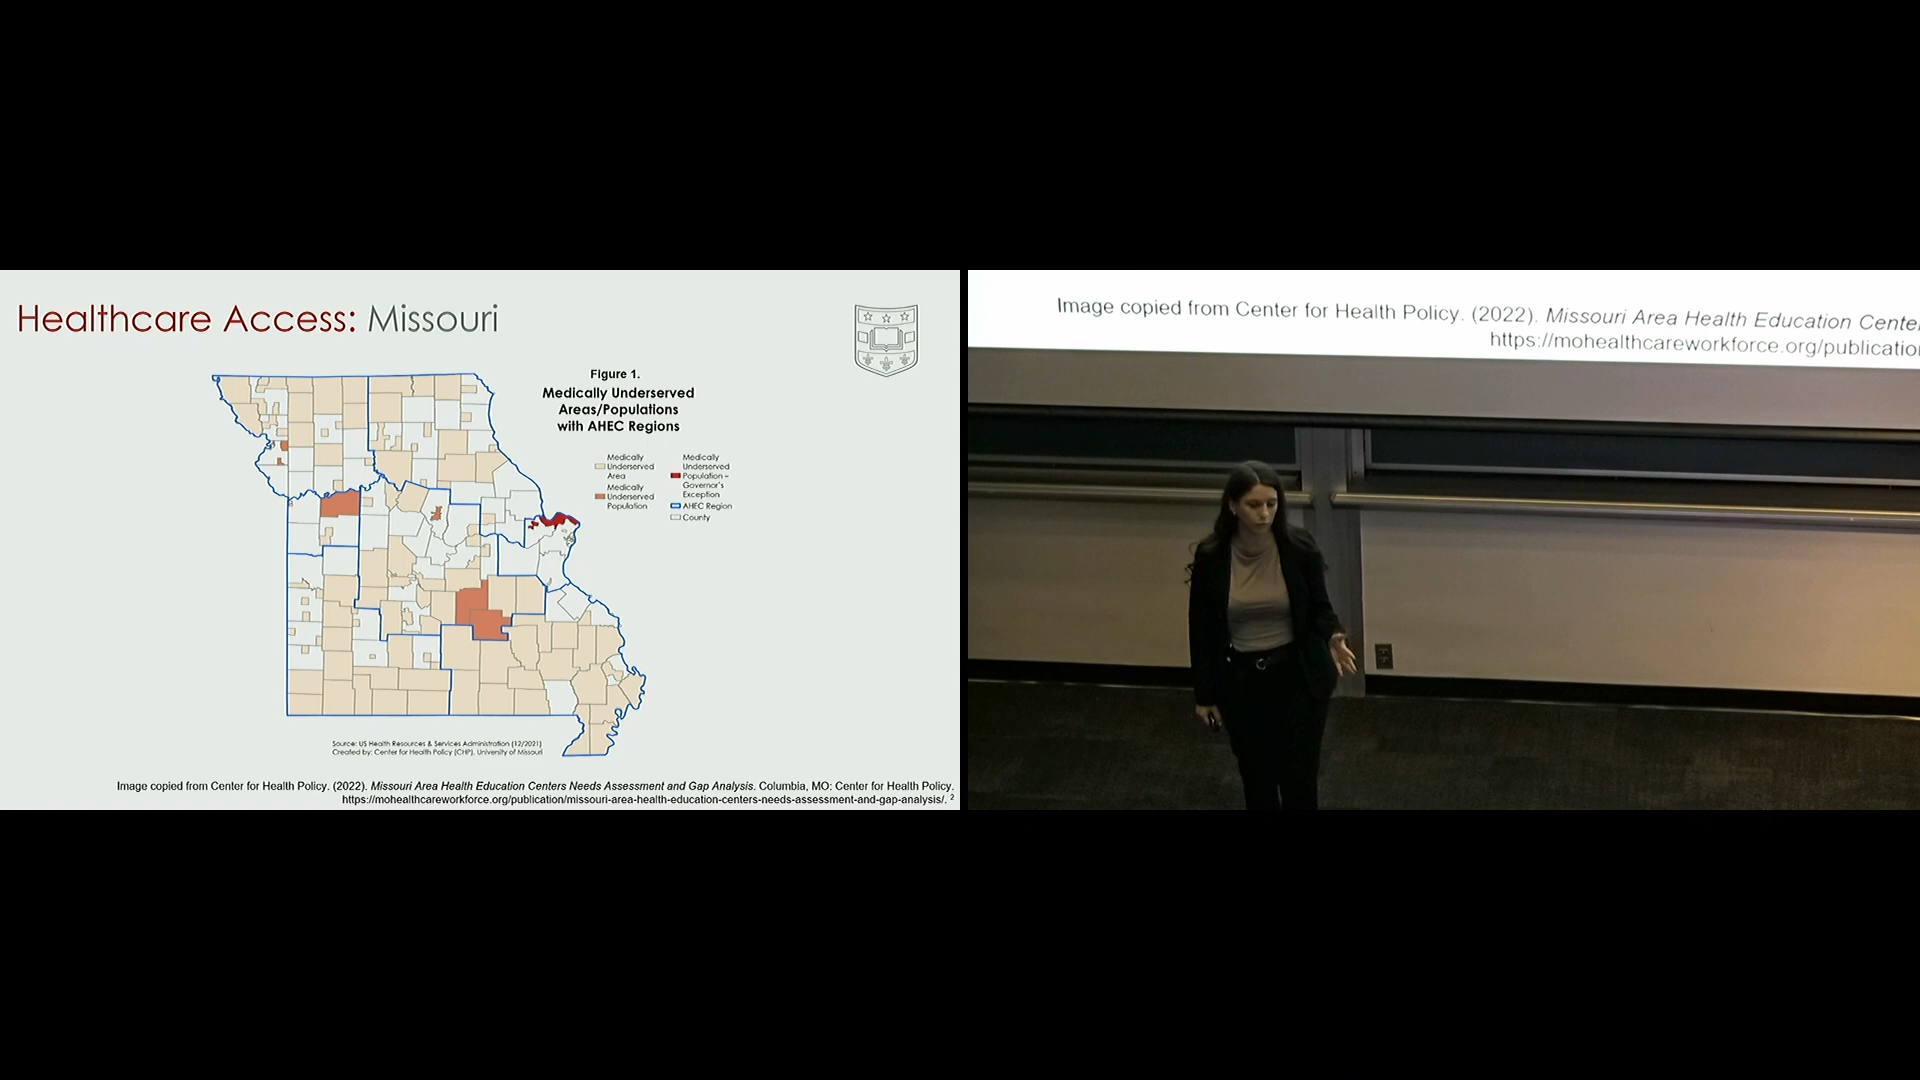 Healthcare Access: Missouri
Figure 1.
Medically Underserved
Areas/Populations
with AHEC Regions
Medically
Underserved
Area
Medically
Underserved
Population
Medically
Underserved
Population –
Governor's
Exception
AHEC Region
County
Source: US Health Resources & Services Administration (12/2021)
Created by: Center for Health Policy (CHP), University of Missouri
Image copied from Center for Health Policy. (2022). Missouri Area Health Education Centers Needs Assessment and Gap Analysis. Columbia, MO: Center for Health Policy.
https://mohealthcareworkforce.org/publication/missouri-area-health-education-centers-needs-assessment-and-gap-analysis/. 2
Image copied from Center for Health Policy. (2022). Missouri Area Health Education Cente
https://mohealthcareworkforce.org/publicatio